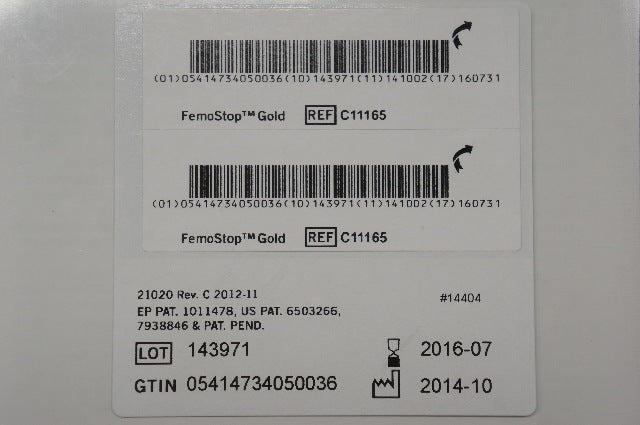 (01)05414734050036(10)143971(11)141002(17)160731
FemoStop™ Gold REF C11165
(01)05414734050036(10)143971(11)141002(17)160731
FemoStop™ Gold REF C11165
21020 Rev. C 2012-11 #14404
EP PAT. 1011478, US PAT. 6503266,
7938846 & PAT. PEND.
LOT 143971 2016-07
GTIN 05414734050036 2014-10